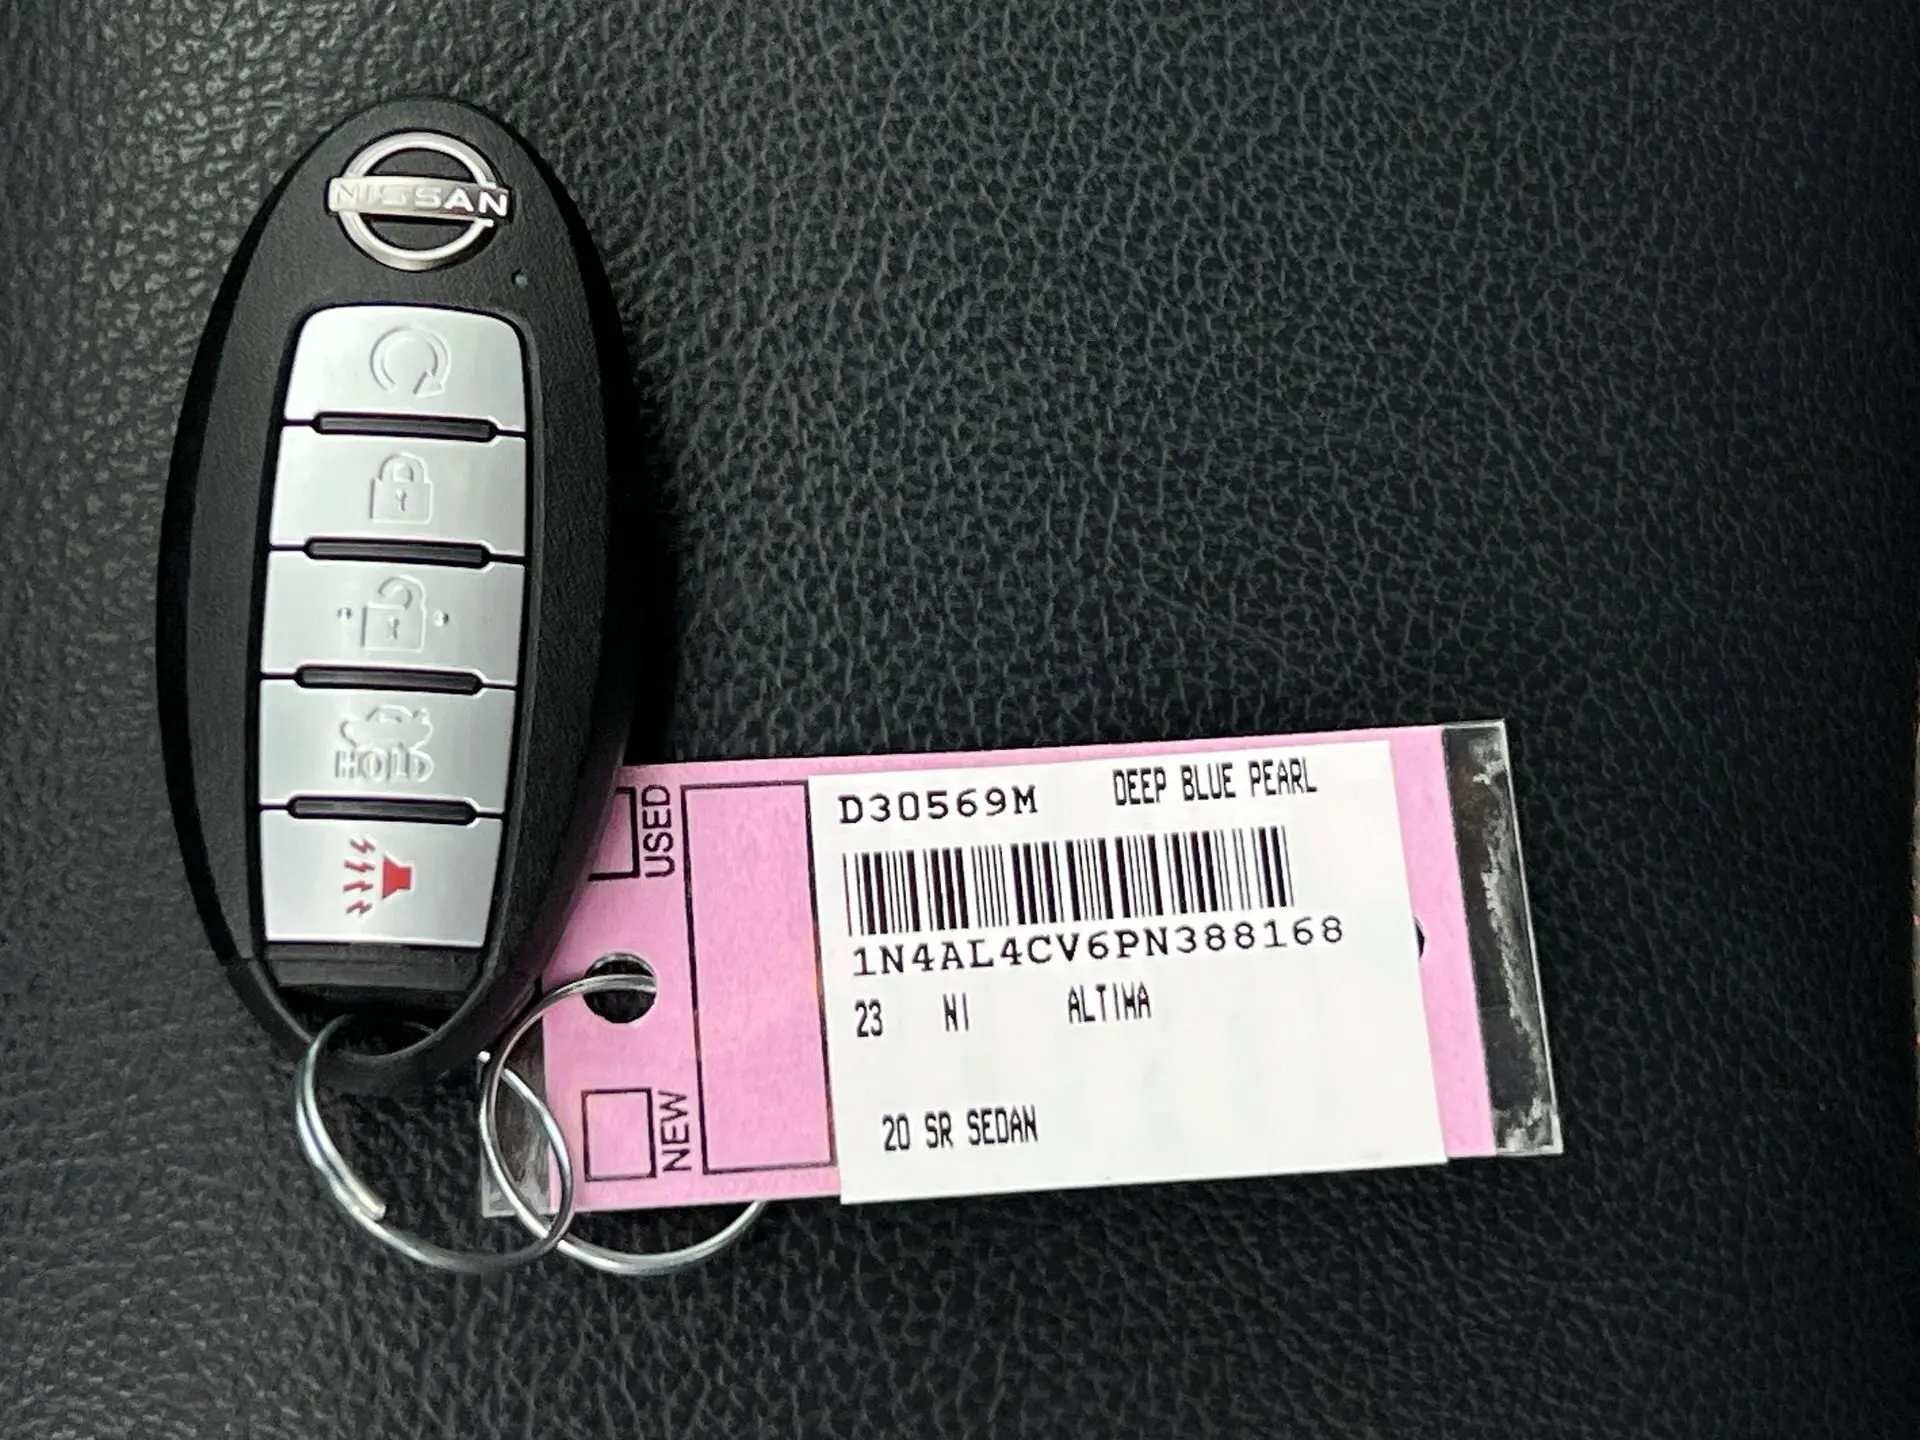 NISSAN
HOLD
USED
NEW
D30569M DEEP BLUE PEARL
1N4AL4CV6PN388168
23 NI ALTIMA
20 SR SEDAN